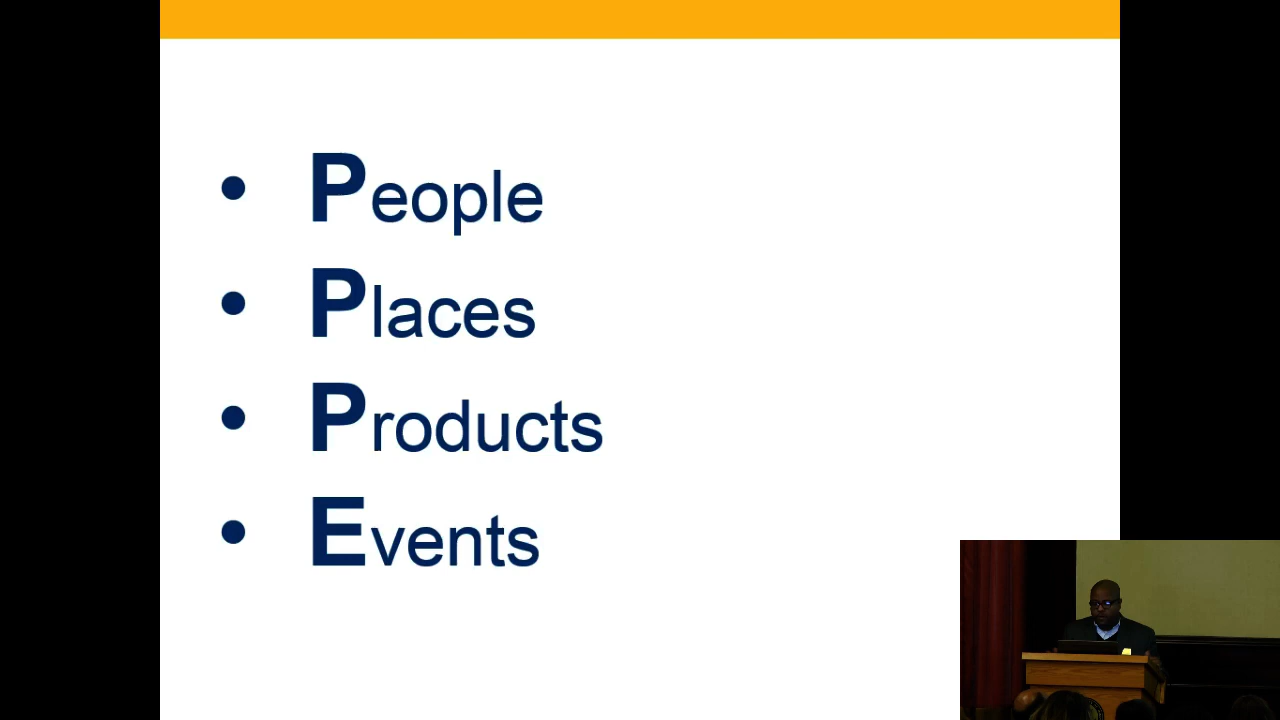 • People
• Places
• Products
• Events